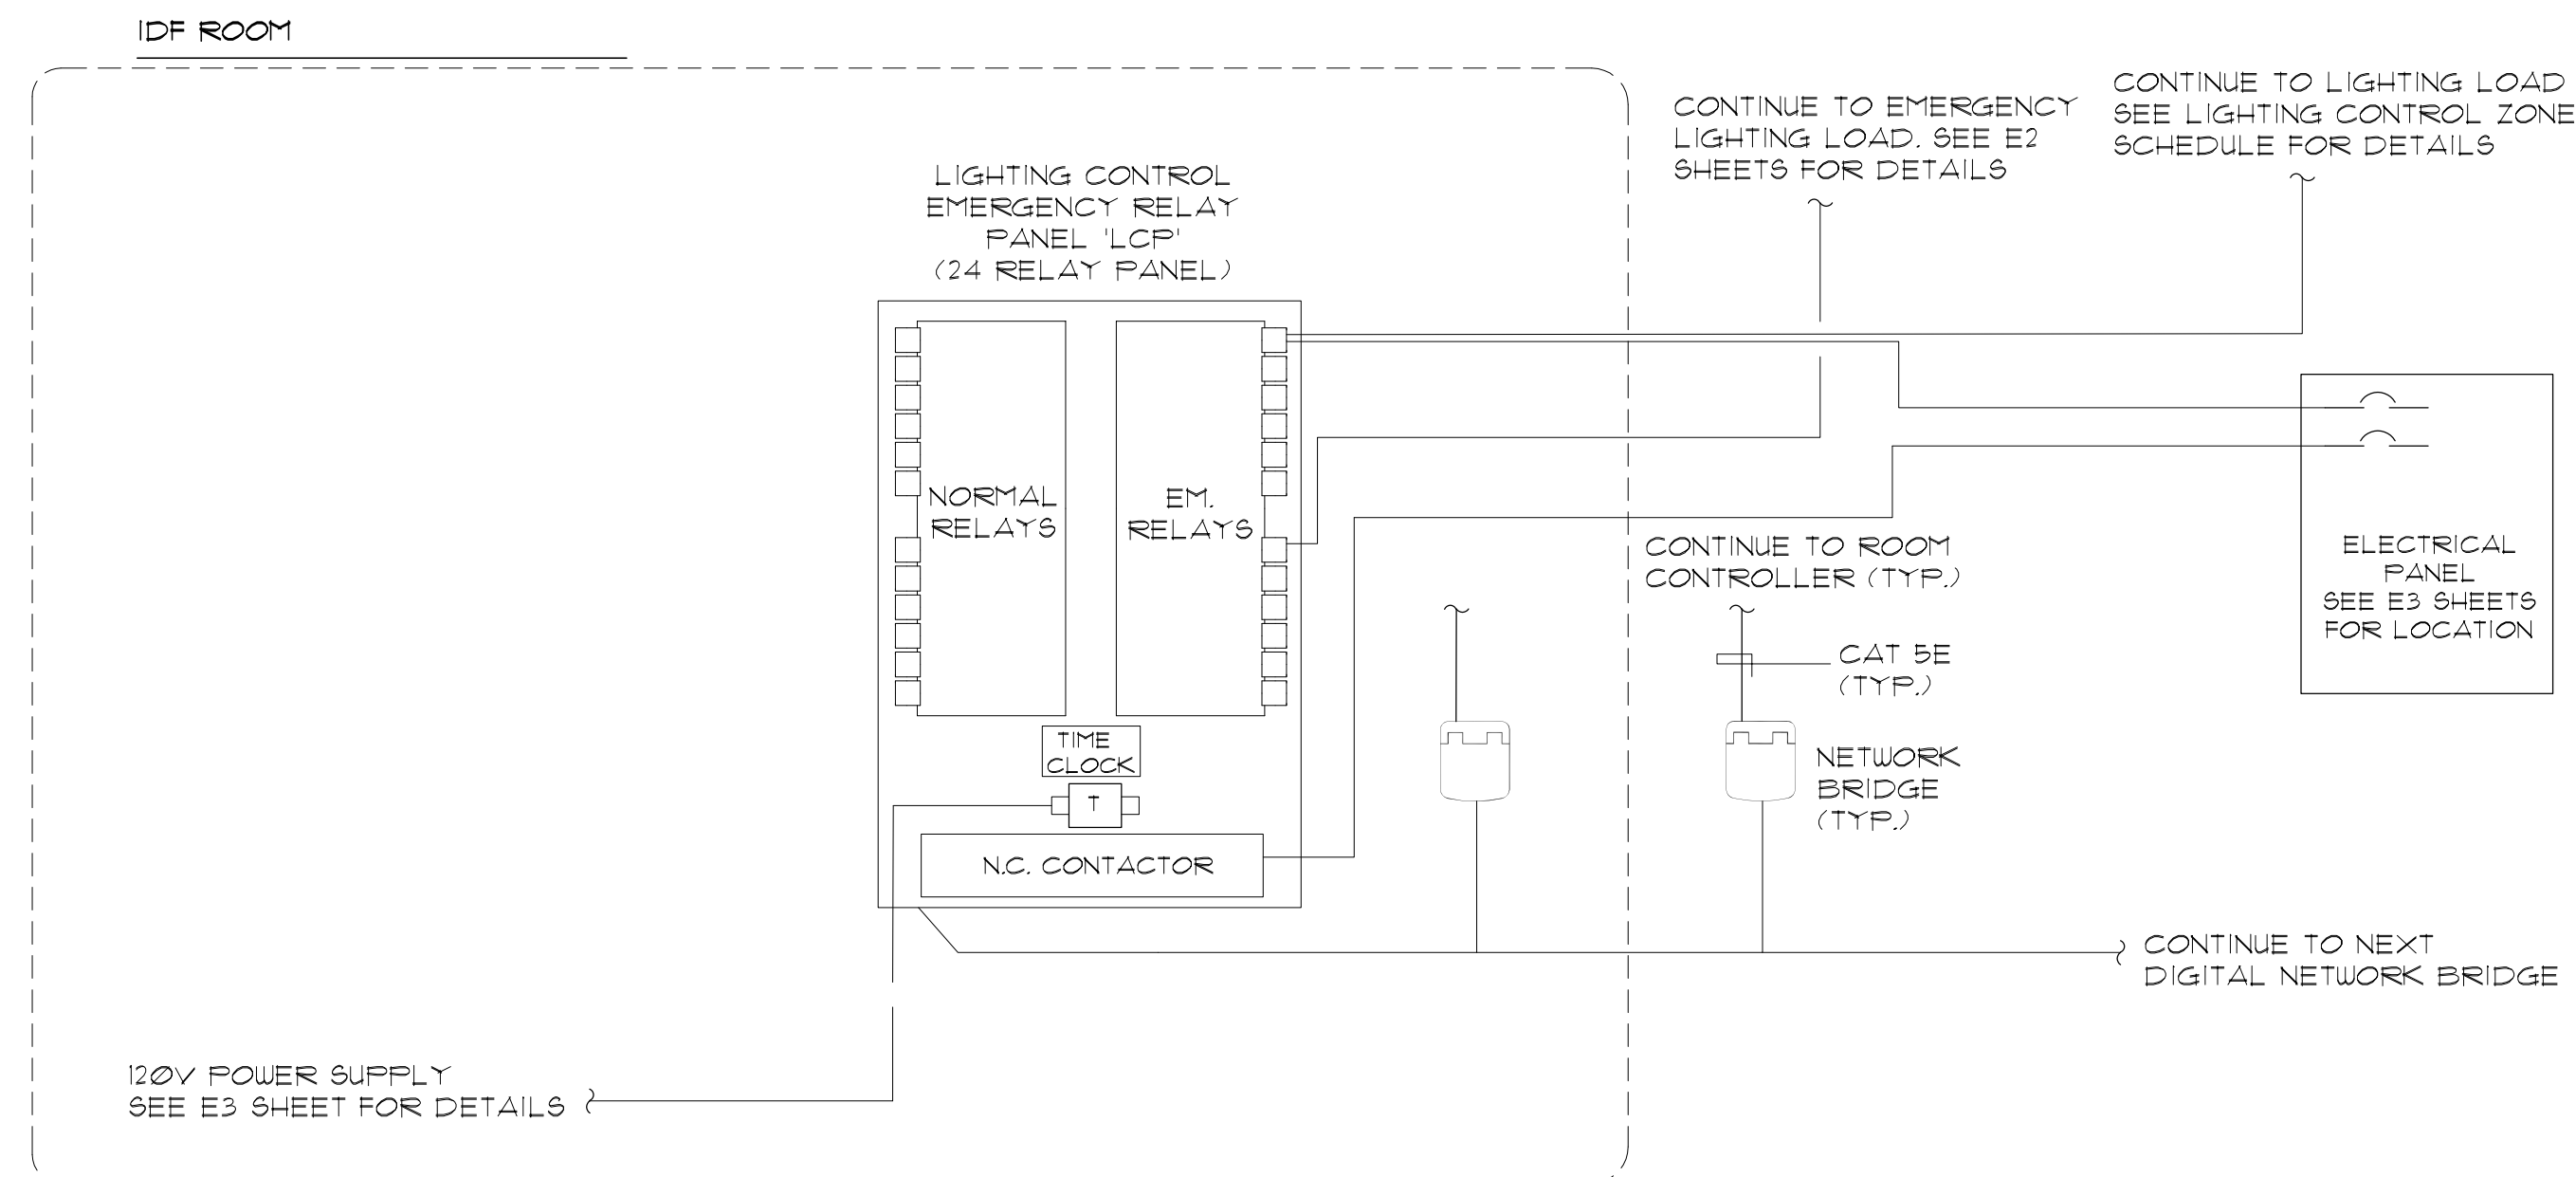 IDF ROOM
CONTINUE TO LIGHTING LOAD
SEE LIGHTING CONTROL ZONE
SCHEDULE FOR DETAILS
CONTINUE TO EMERGENCY
LIGHTING LOAD. SEE E2
SHEETS FOR DETAILS
LIGHTING CONTROL
EMERGENCY RELAY
PANEL 'LCP'
(24 RELAY PANEL)
NORMAL
RELAYS
EM.
RELAYS
CONTINUE TO ROOM
CONTROLLER (TYP.)
ELECTRICAL
PANEL
SEE E3 SHEETS
FOR LOCATION
CAT 5E
(TYP.)
TIME
CLOCK
T
NETWORK
BRIDGE
(TYP.)
N.C. CONTACTOR
CONTINUE TO NEXT
DIGITAL NETWORK BRIDGE
120V POWER SUPPLY
SEE E3 SHEET FOR DETAILS